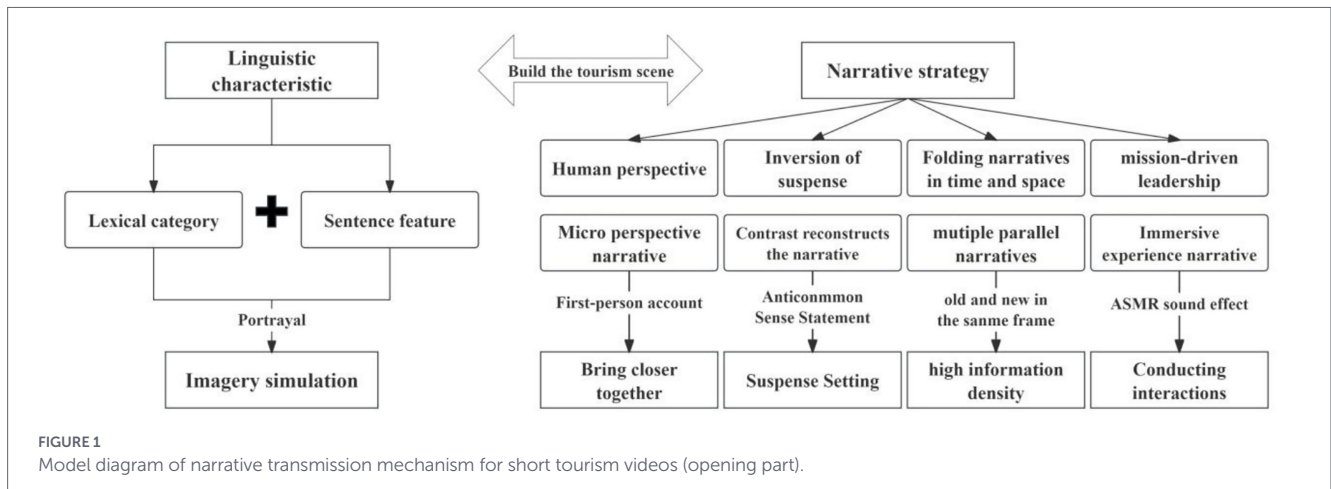 Linguistic
characteristic
Build the tourism scene
Narrative strategy
Human perspective
Inversion of
suspense
Folding narratives
in time and space
mission-driven
leadership
Lexical category
Sentence feature
Micro perspective
narrative
Contrast reconstructs
the narrative
mutiple parallel
narratives
Immersive
experience narrative
First-person account
Anticonmmon
Sense Statement
old and new in
the sanme frame
ASMR sound effect
Portrayal
Imagery simulation
Bring closer
together
Suspense Setting
high information
density
Conducting
interactions
FIGURE 1
Model diagram of narrative transmission mechanism for short tourism videos (opening part).